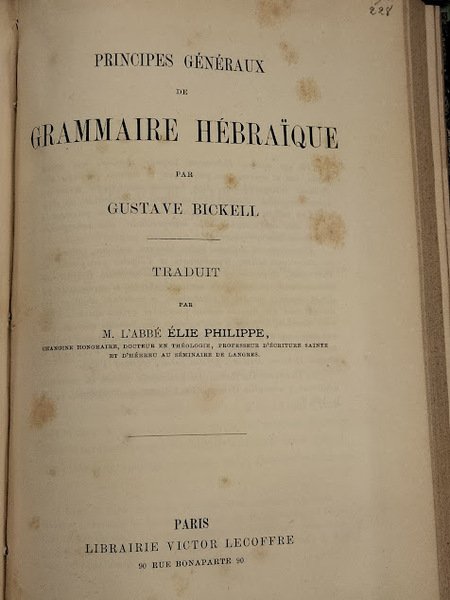 228
PRINCIPES GÉNÉRAUX
DE
GRAMMAIRE HÉBRAÏQUE
PAR
GUSTAVE BICKELL
TRADUIT
PAR
M. L'ABBÉ ÉLIE PHILIPPE,
CHANOINE HONORAIRE, DOCTEUR EN THÉOLOGIE, PROFESSEUR D'ÉCRITURE SAINTE
ET D'HÉBREU AU SÉMINAIRE DE LANGRES.
PARIS
LIBRAIRIE VICTOR LECOFFRE
90 RUE BONAPARTE 90